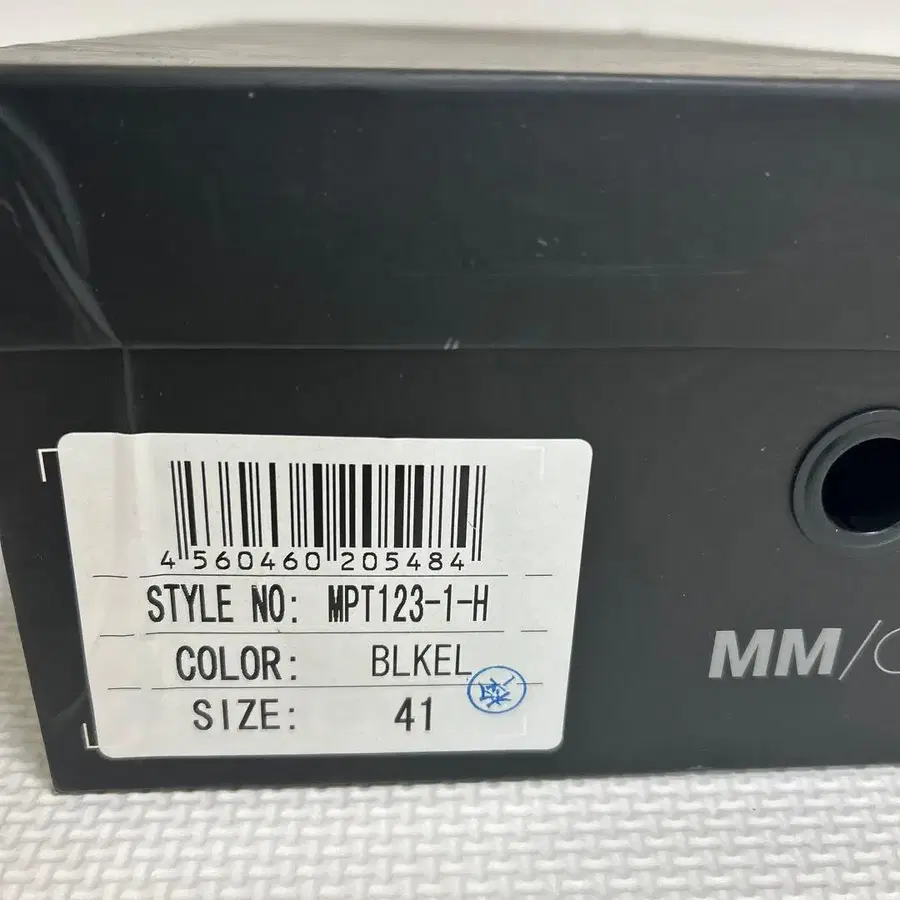 4 560460 205484
STYLE NO: MPT123-1-H
COLOR: BLKEL
SIZE: 41
MM/